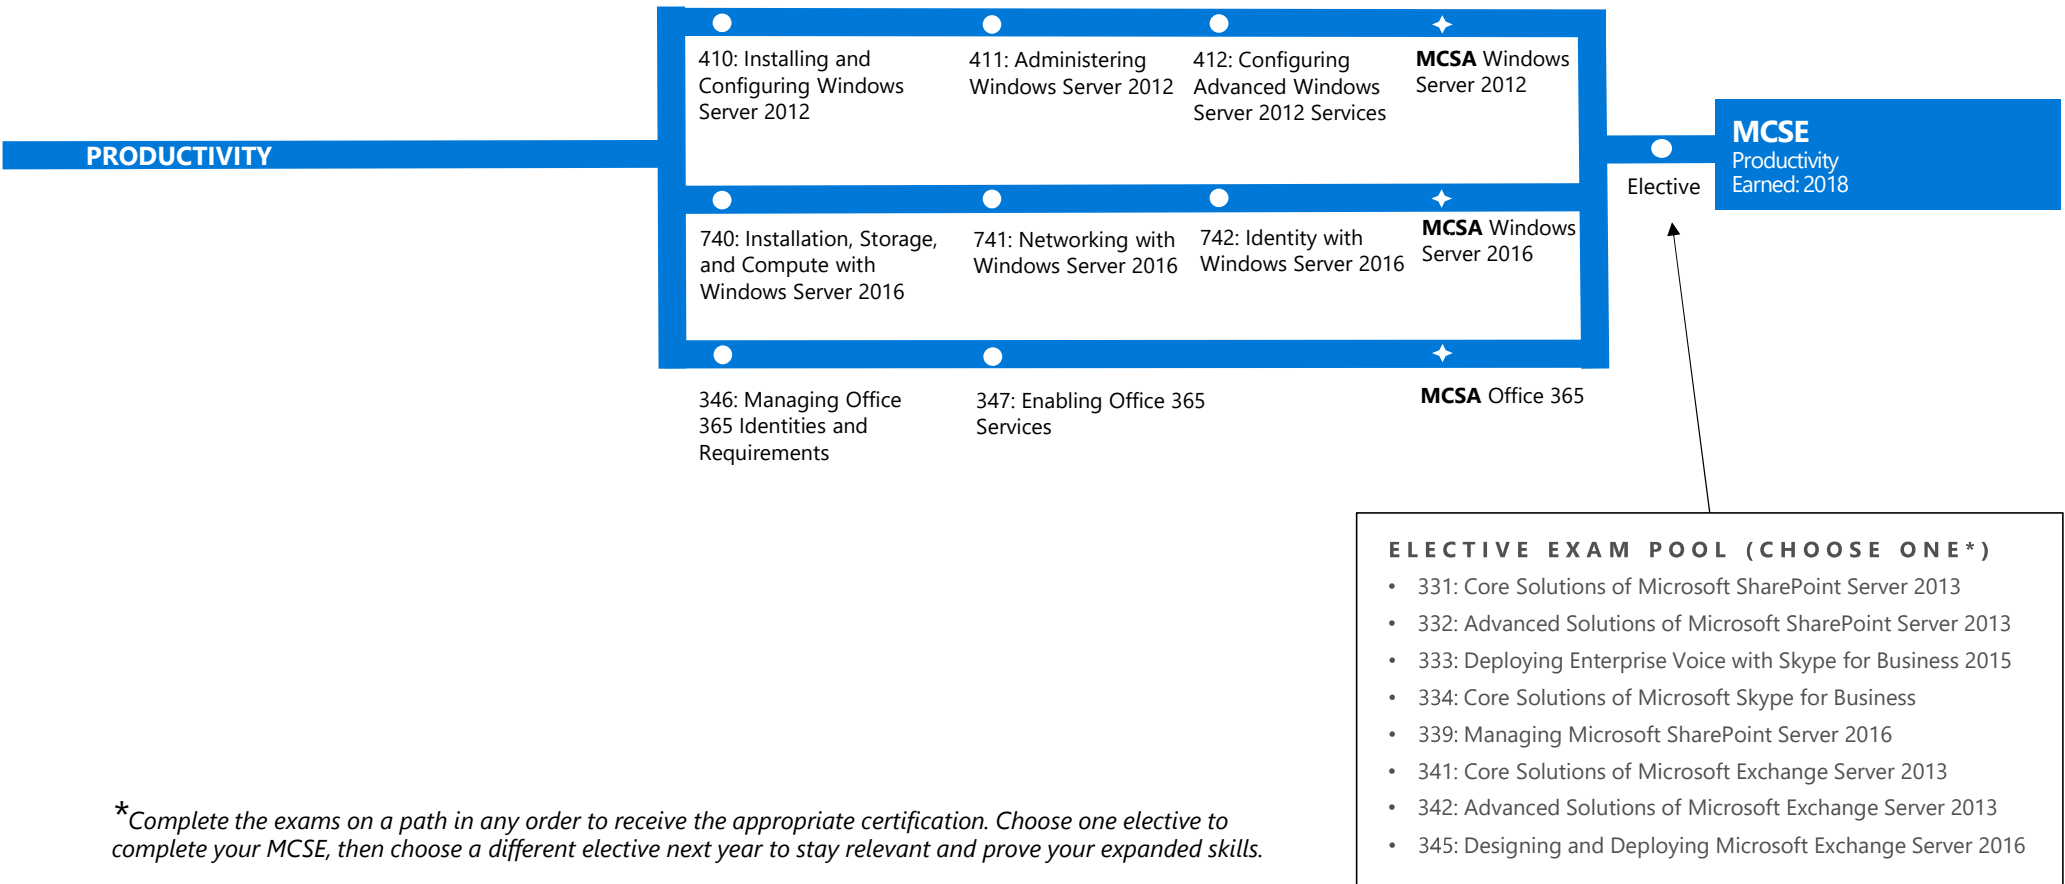 PRODUCTIVITY
410: Installing and
Configuring Windows
Server 2012
411: Administering
Windows Server 2012
412: Configuring
Advanced Windows
Server 2012 Services
MCSA Windows
Server 2012
740: Installation, Storage,
and Compute with
Windows Server 2016
741: Networking with
Windows Server 2016
742: Identity with
Windows Server 2016
MCSA Windows
Server 2016
346: Managing Office
365 Identities and
Requirements
347: Enabling Office 365
Services
MCSA Office 365
Elective
MCSE
Productivity
Earned: 2018
ELECTIVE EXAM POOL (CHOOSE ONE*)
• 331: Core Solutions of Microsoft SharePoint Server 2013
• 332: Advanced Solutions of Microsoft SharePoint Server 2013
• 333: Deploying Enterprise Voice with Skype for Business 2015
• 334: Core Solutions of Microsoft Skype for Business
• 339: Managing Microsoft SharePoint Server 2016
• 341: Core Solutions of Microsoft Exchange Server 2013
• 342: Advanced Solutions of Microsoft Exchange Server 2013
• 345: Designing and Deploying Microsoft Exchange Server 2016
*Complete the exams on a path in any order to receive the appropriate certification. Choose one elective to
complete your MCSE, then choose a different elective next year to stay relevant and prove your expanded skills.